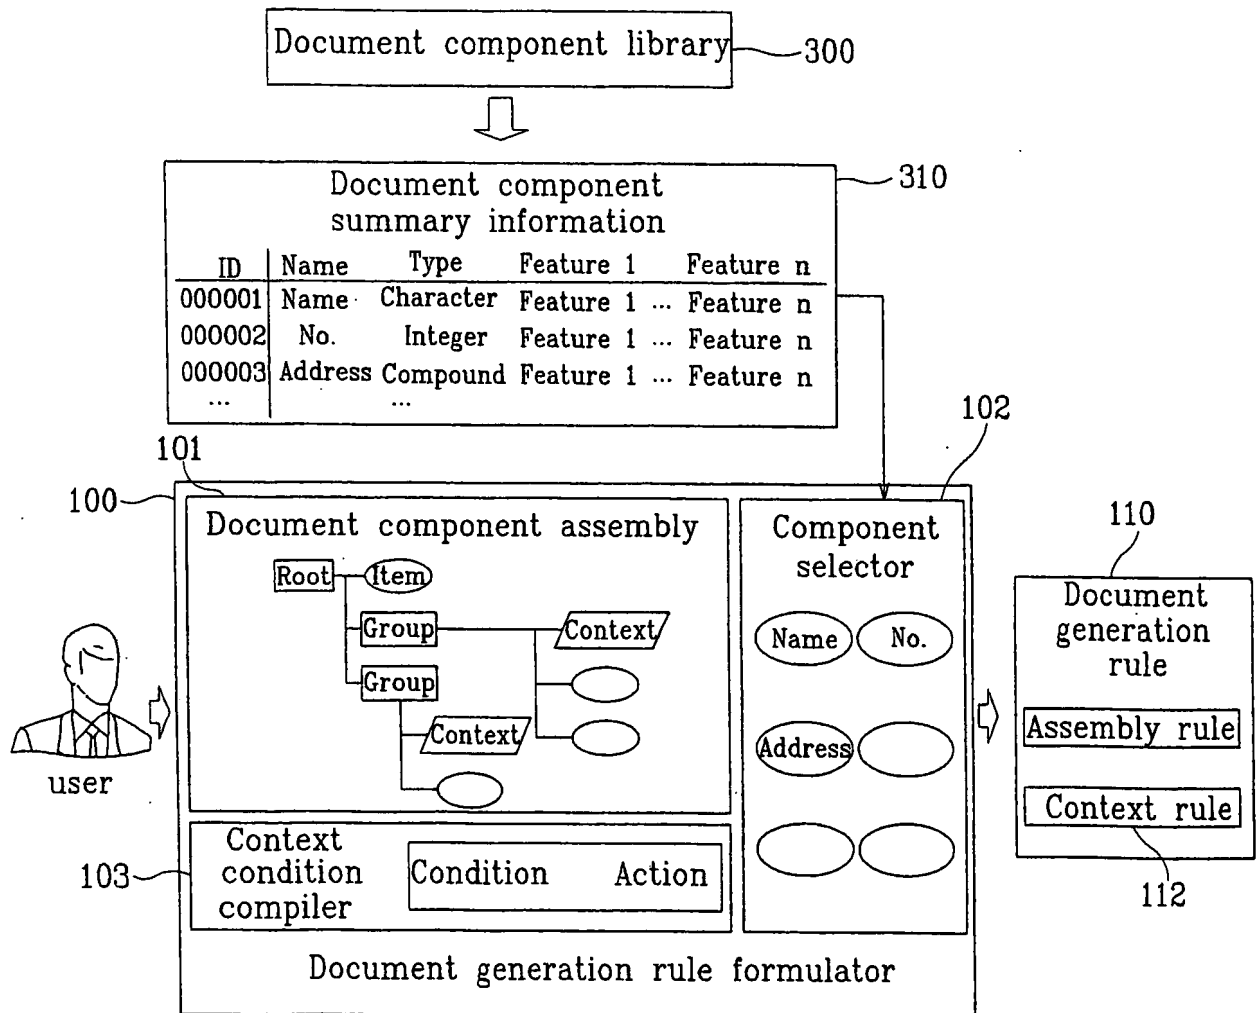 Document component library
300
Document component
summary information
310
ID Name Type Feature 1 Feature n
000001 Name Character Feature 1 ... Feature n
000002 No. Integer Feature 1 ... Feature n
000003 Address Compound Feature 1 ... Feature n
... ...
101
102
100
Document component assembly
Root Item
Group Context
Group
Context
Component
selector
Name No.
Address
user
Context
condition
compiler
Condition Action
103
Document generation rule formulator
110
Document
generation
rule
Assembly rule
Context rule
112